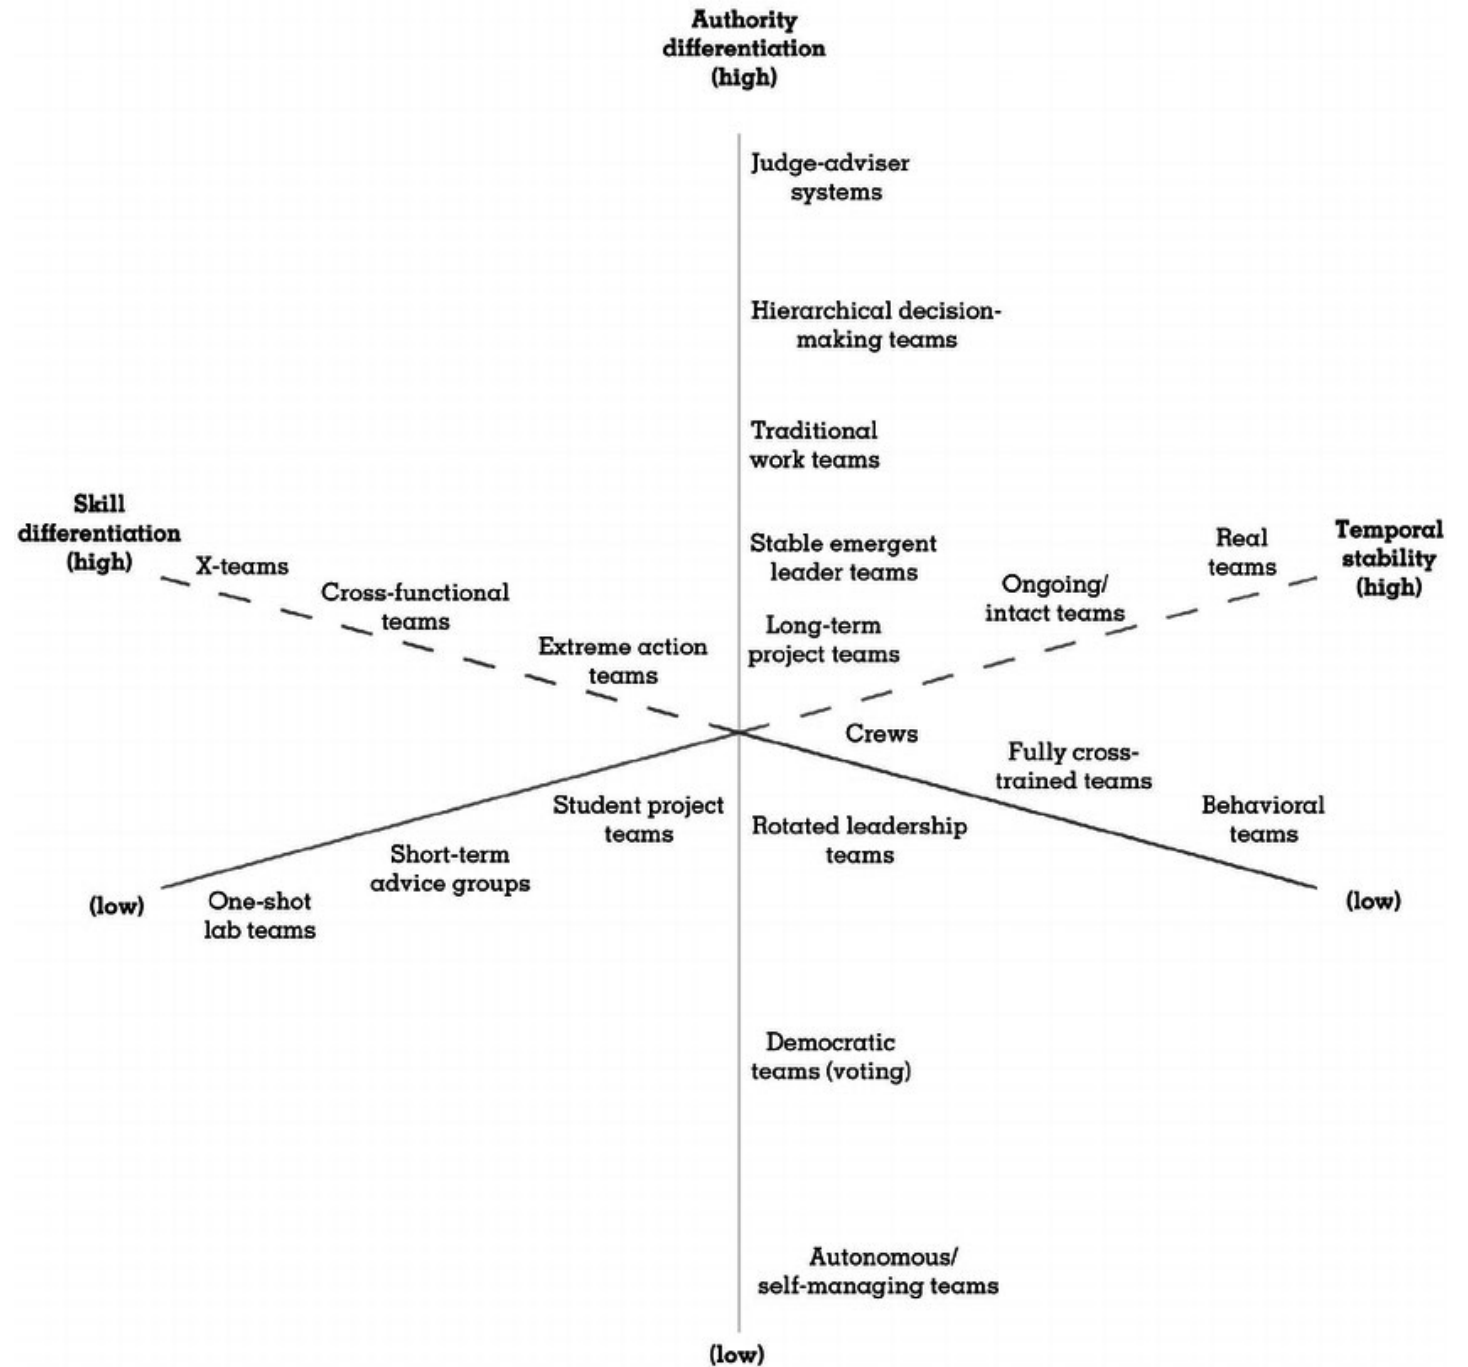 Authority
differentiation
(high)
Judge-adviser
systems
Hierarchical decision-
making teams
Traditional
work teams
Skill
differentiation
(high)
X-teams
Cross-functional
teams
Extreme action
teams
Stable emergent
leader teams
Long-term
project teams
Ongoing/
intact teams
Real
teams
Temporal
stability
(high)
Crews
Fully cross-
trained teams
Behavioral
teams
(low)
Student project
teams
Short-term
advice groups
One-shot
lab teams
(low)
Rotated leadership
teams
Democratic
teams (voting)
Autonomous/
self-managing teams
(low)